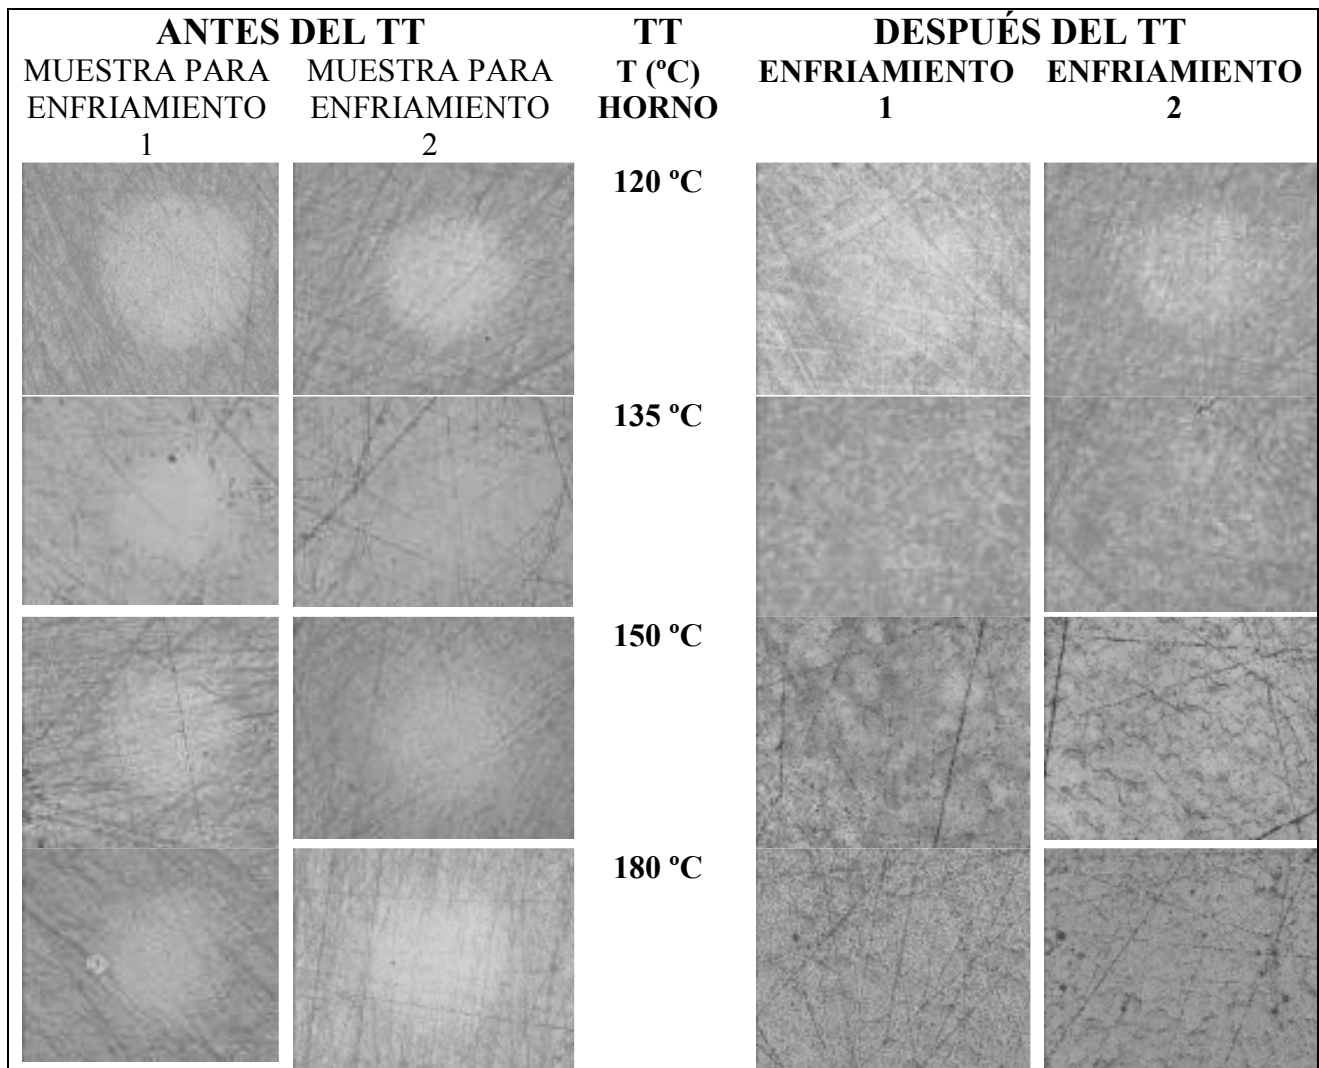 ANTES DEL TT
TT
DESPUÉS DEL TT
MUESTRA PARA
ENFRIAMIENTO
1
MUESTRA PARA
ENFRIAMIENTO
2
T (ºC)
HORNO
ENFRIAMIENTO
1
ENFRIAMIENTO
2
120 ºC
135 ºC
150 ºC
180 ºC